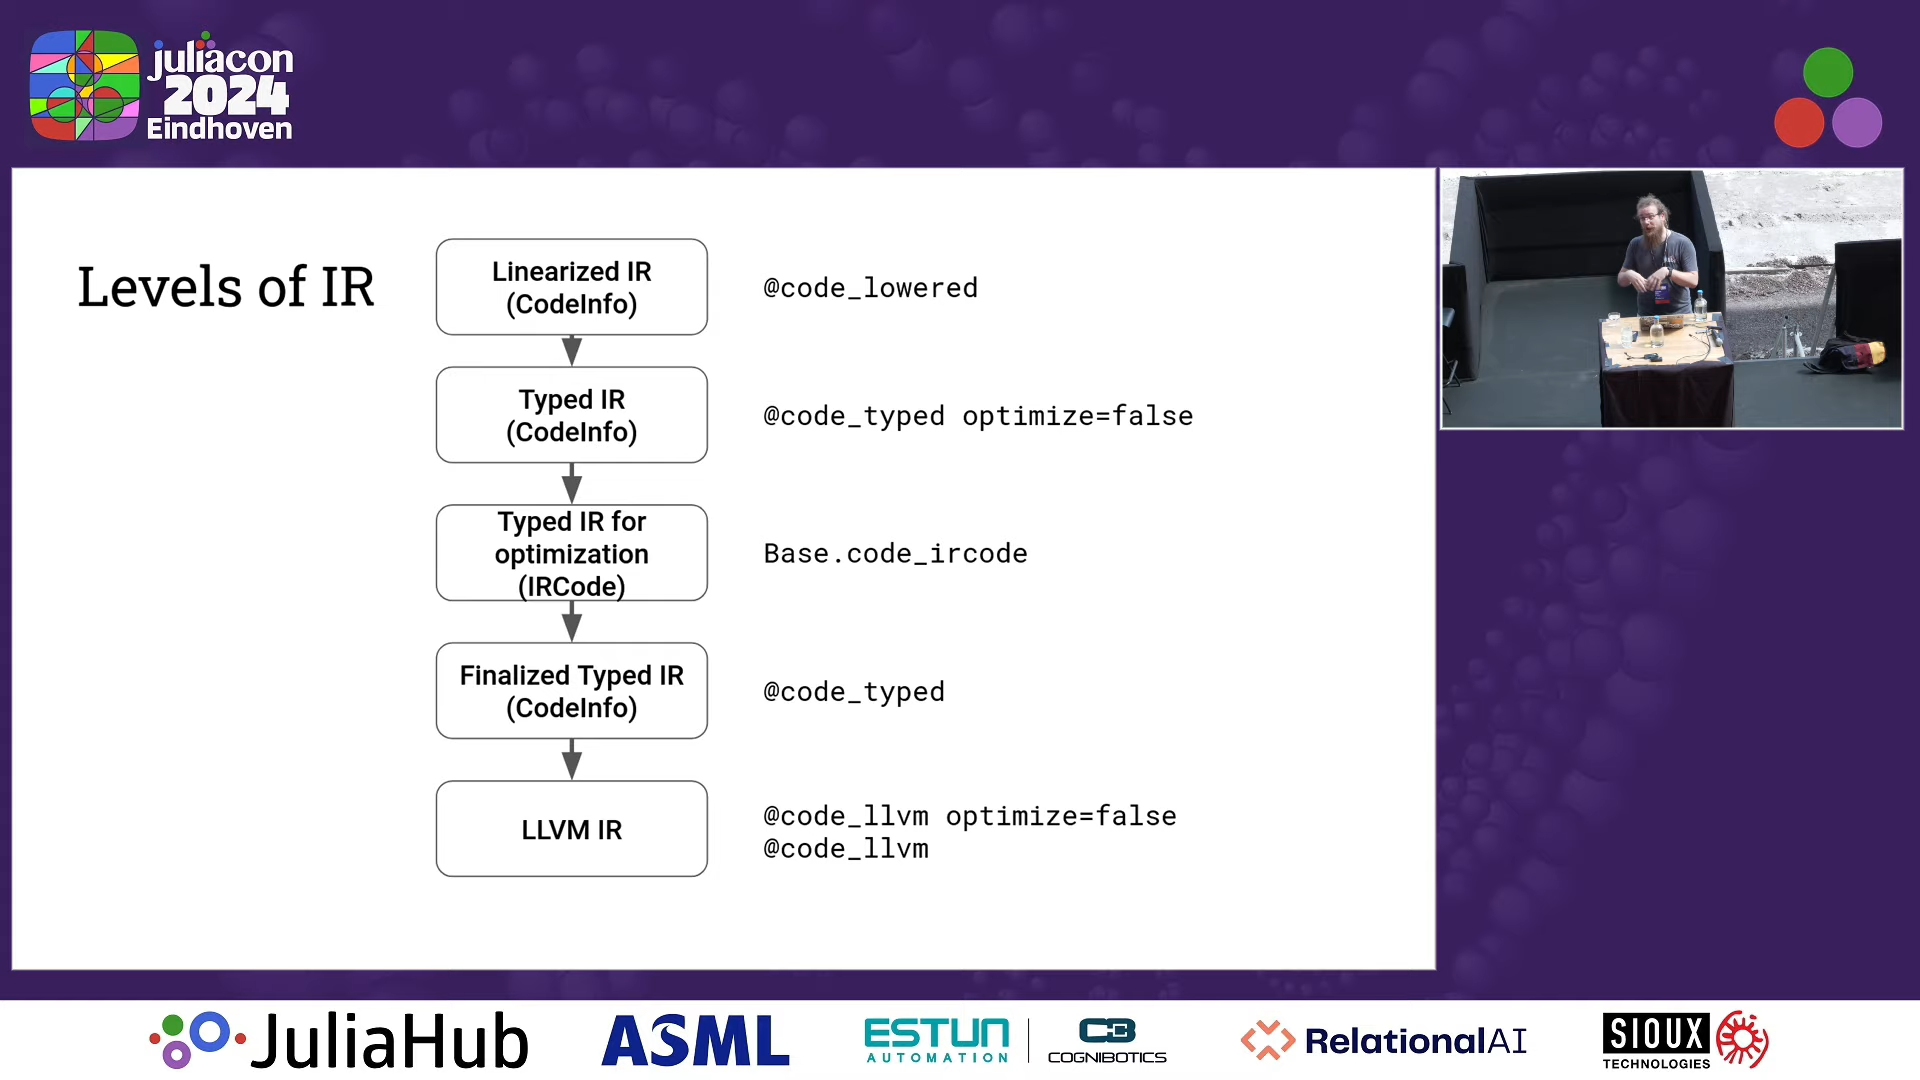 juliacon
2024
Eindhoven
Levels of IR
Linearized IR
(CodeInfo)
@code_lowered
Typed IR
(CodeInfo)
@code_typed optimize=false
Typed IR for
optimization
(IRCode)
Base.code_ircode
Finalized Typed IR
(CodeInfo)
@code_typed
LLVM IR
@code_llvm optimize=false
@code_llvm
JuliaHub
ASML
ESTUN
AUTOMATION
COGNIBOTICS
RelationalAI
SIOUX
TECHNOLOGIES